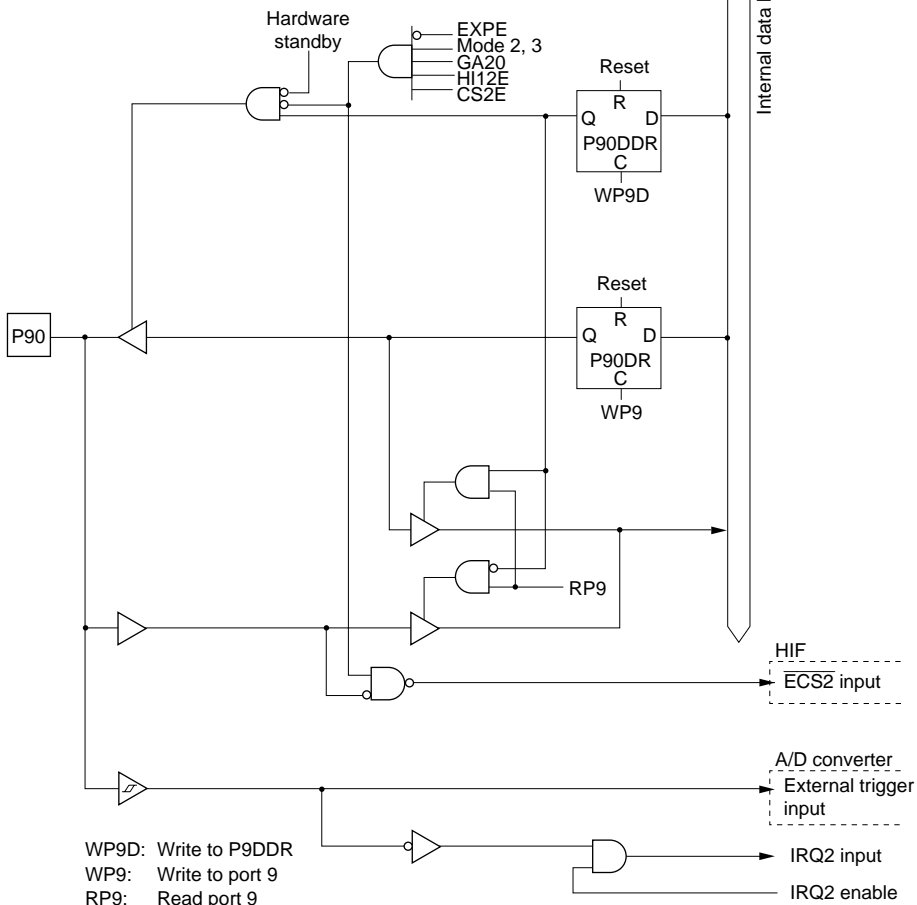 Hardware
standby
EXPE
Mode 2, 3
GA20
HI12E
CS2E
Internal data
Reset
R
Q D
P90DDR
C
WP9D
Reset
R
Q D
P90DR
C
WP9
P90
RP9
HIF
ECS2 input
A/D converter
External trigger
input
IRQ2 input
IRQ2 enable
WP9D: Write to P9DDR
WP9: Write to port 9
RP9: Read port 9